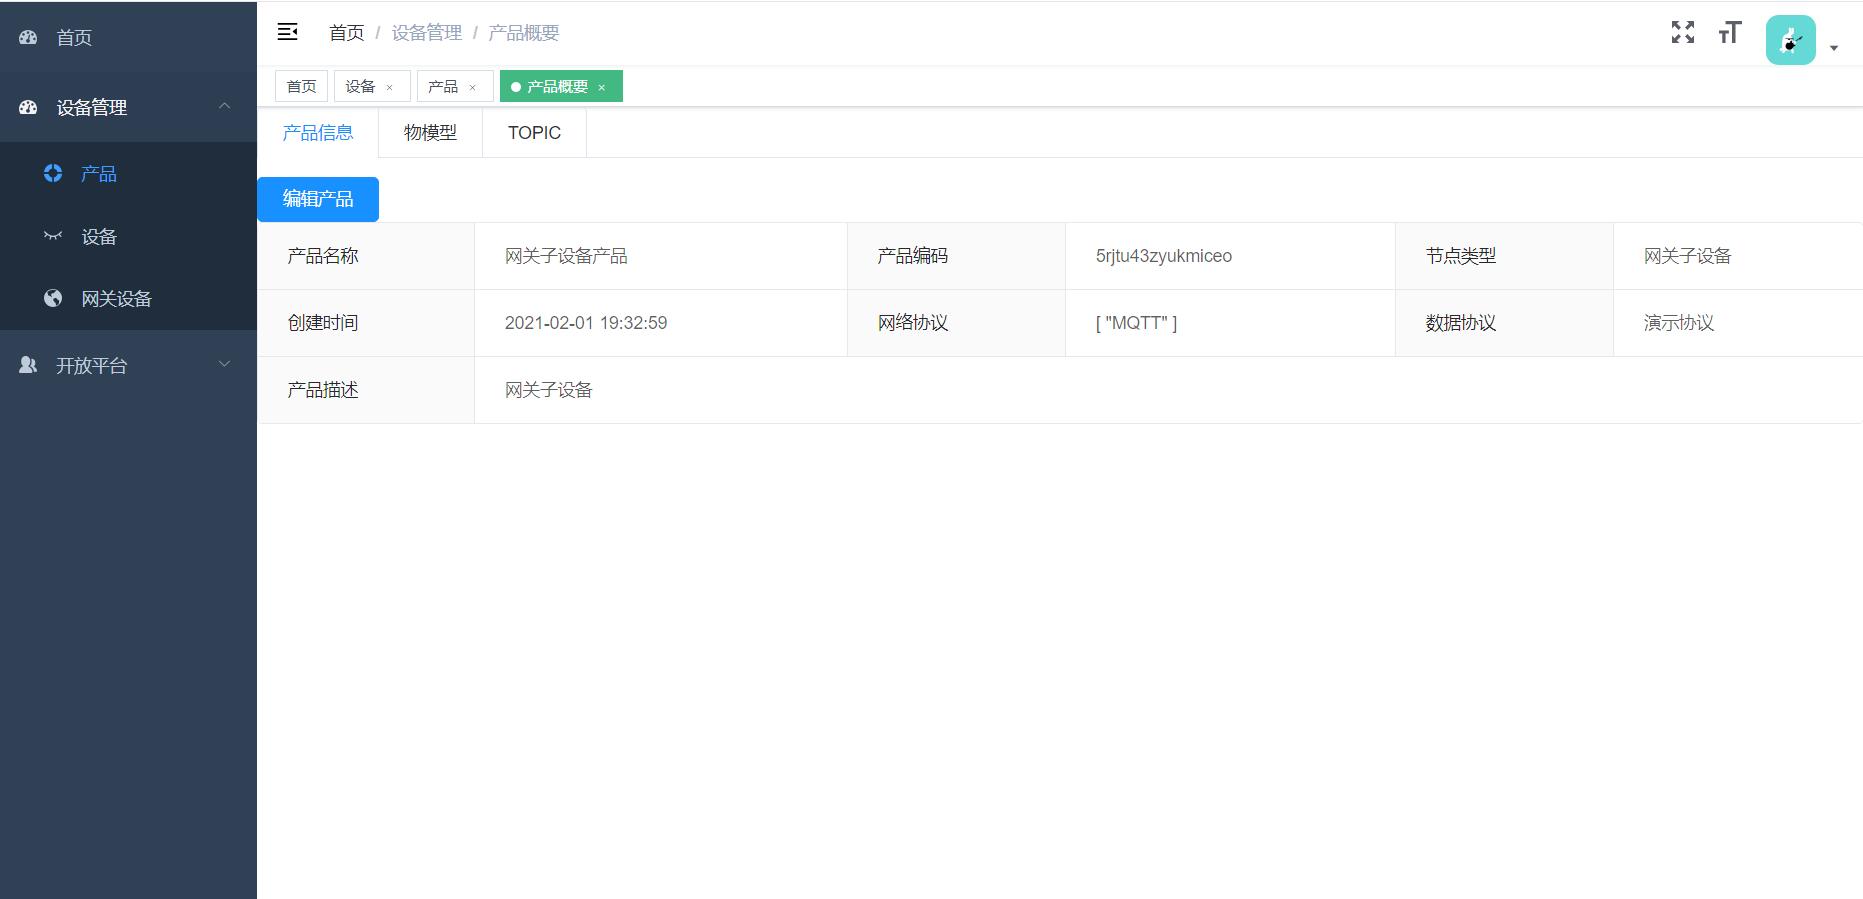 首页
设备管理
产品
设备
网关设备
开放平台
首页 / 设备管理 / 产品概要
首页 设备 × 产品 × 产品概要 ×
产品信息 物模型 TOPIC
编辑产品
产品名称 网关子设备产品 产品编码 5rjtu43zyukmiceo 节点类型 网关子设备
创建时间 2021-02-01 19:32:59 网络协议 [ "MQTT" ] 数据协议 演示协议
产品描述 网关子设备